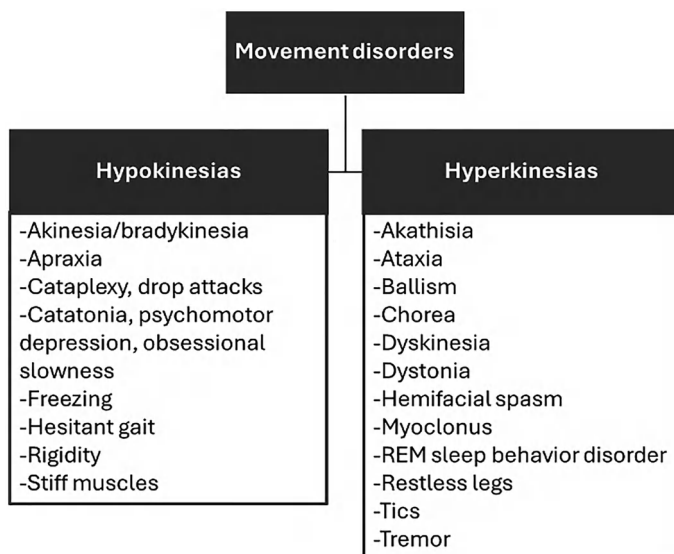 Movement disorders
Hypokinesias
-Akinesia/bradykinesia
-Apraxia
-Cataplexy, drop attacks
-Catatonia, psychomotor
depression, obsessional
slowness
-Freezing
-Hesitant gait
-Rigidity
-Stiff muscles
Hyperkinesias
-Akathisia
-Ataxia
-Ballism
-Chorea
-Dyskinesia
-Dystonia
-Hemifacial spasm
-Myoclonus
-REM sleep behavior disorder
-Restless legs
-Tics
-Tremor